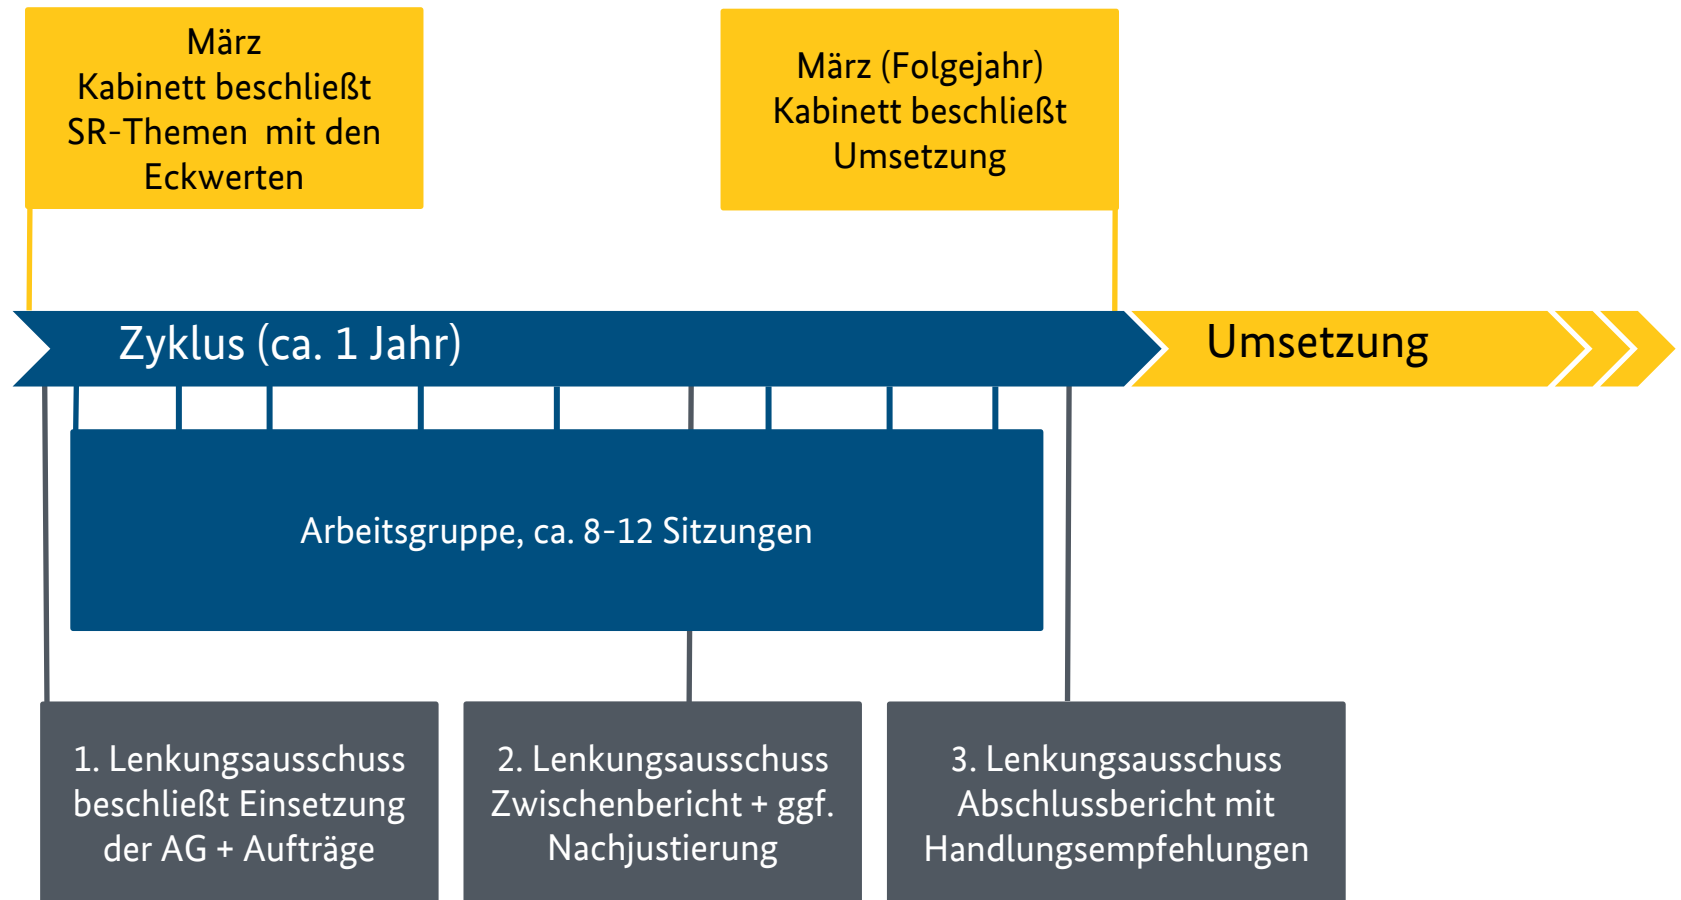 März
Kabinett beschließt
SR-Themen  mit den
Eckwerten
März (Folgejahr)
Kabinett beschließt
Umsetzung
Zyklus (ca. 1 Jahr)
Umsetzung
Arbeitsgruppe, ca. 8-12 Sitzungen
1. Lenkungsausschuss
beschließt Einsetzung
der AG + Aufträge
2. Lenkungsausschuss
Zwischenbericht + ggf.
Nachjustierung
3. Lenkungsausschuss
Abschlussbericht mit
Handlungsempfehlungen